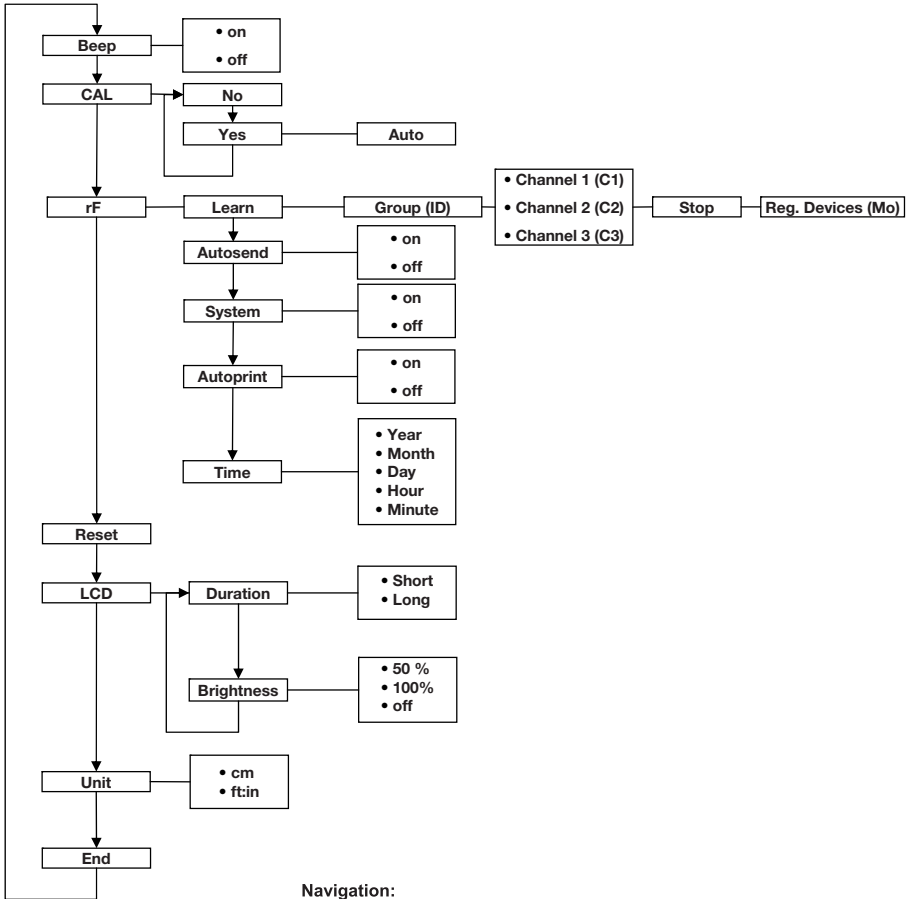 Beep
• on
• off
CAL
No
Yes
Auto
rF
Learn
Group (ID)
• Channel 1 (C1)
• Channel 2 (C2)
• Channel 3 (C3)
Stop
Reg. Devices (Mo)
Autosend
• on
• off
System
• on
• off
Autoprint
• on
• off
Time
• Year
• Month
• Day
• Hour
• Minute
Reset
LCD
Duration
• Short
• Long
Brightness
• 50 %
• 100%
• off
Unit
• cm
• ft:in
End
Navigation: